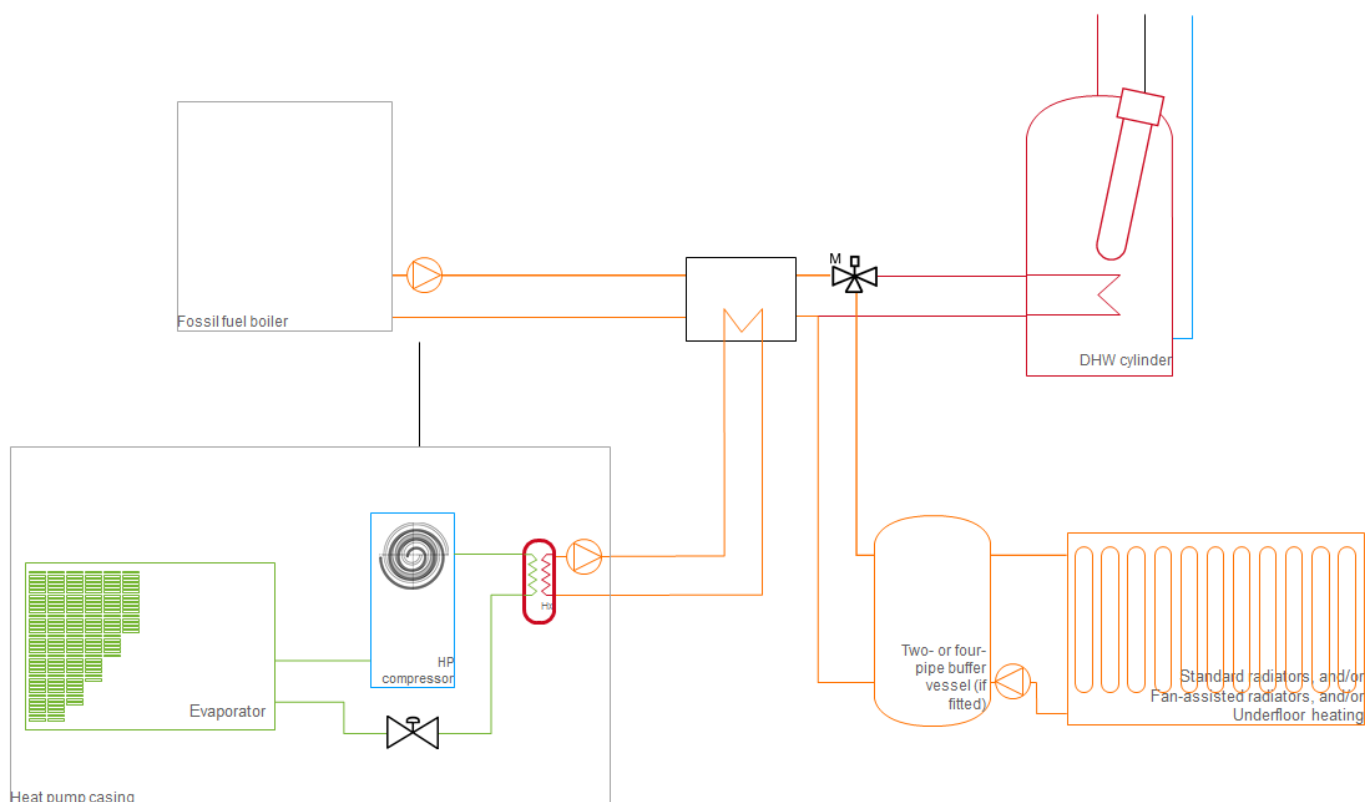 M
Fossil fuel boiler
DHW cylinder
Hx
HP
compressor
Evaporator
Two- or four-
pipe buffer
vessel (if
fitted)
Standard radiators, and/or
Fan-assisted radiators, and/or
Underfloor heating
Heat pump casing